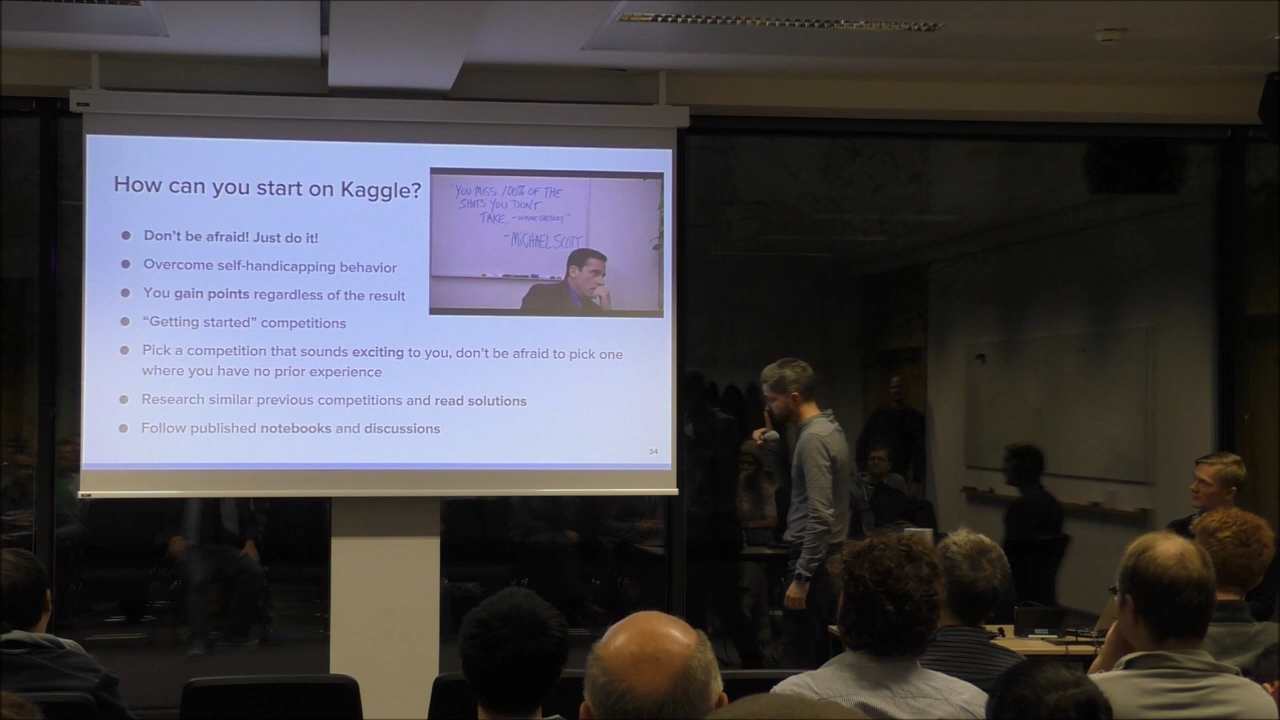 How can you start on Kaggle?
"YOU MISS 100% OF THE
SHOTS YOU DON'T
TAKE. -WAYNE GRETZKY"
-MICHAEL SCOTT
● Don't be afraid! Just do it!
● Overcome self-handicapping behavior
● You gain points regardless of the result
● “Getting started” competitions
● Pick a competition that sounds exciting to you, don't be afraid to pick one
where you have no prior experience
● Research similar previous competitions and read solutions
● Follow published notebooks and discussions
34